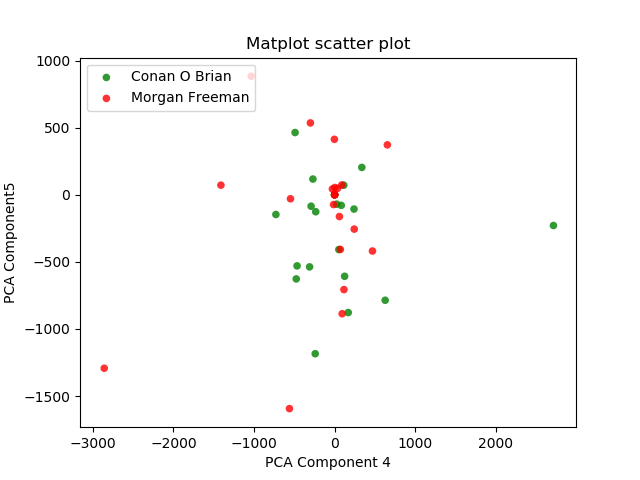 Matplot scatter plot
Conan O Brian
Morgan Freeman
1000
500
0
−500
−1000
−1500
PCA Component5
−3000 −2000 −1000 0 1000 2000
PCA Component 4